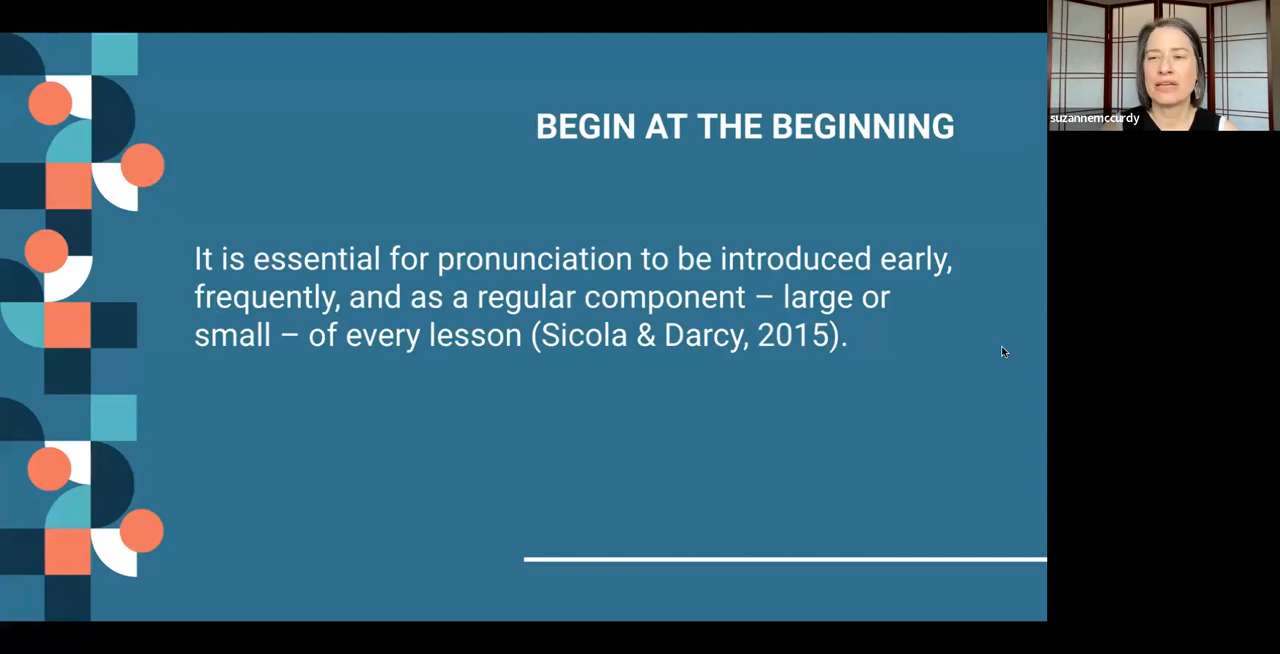 BEGIN AT THE BEGINNING
It is essential for pronunciation to be introduced early,
frequently, and as a regular component – large or
small – of every lesson (Sicola & Darcy, 2015).
suzannemccurdy